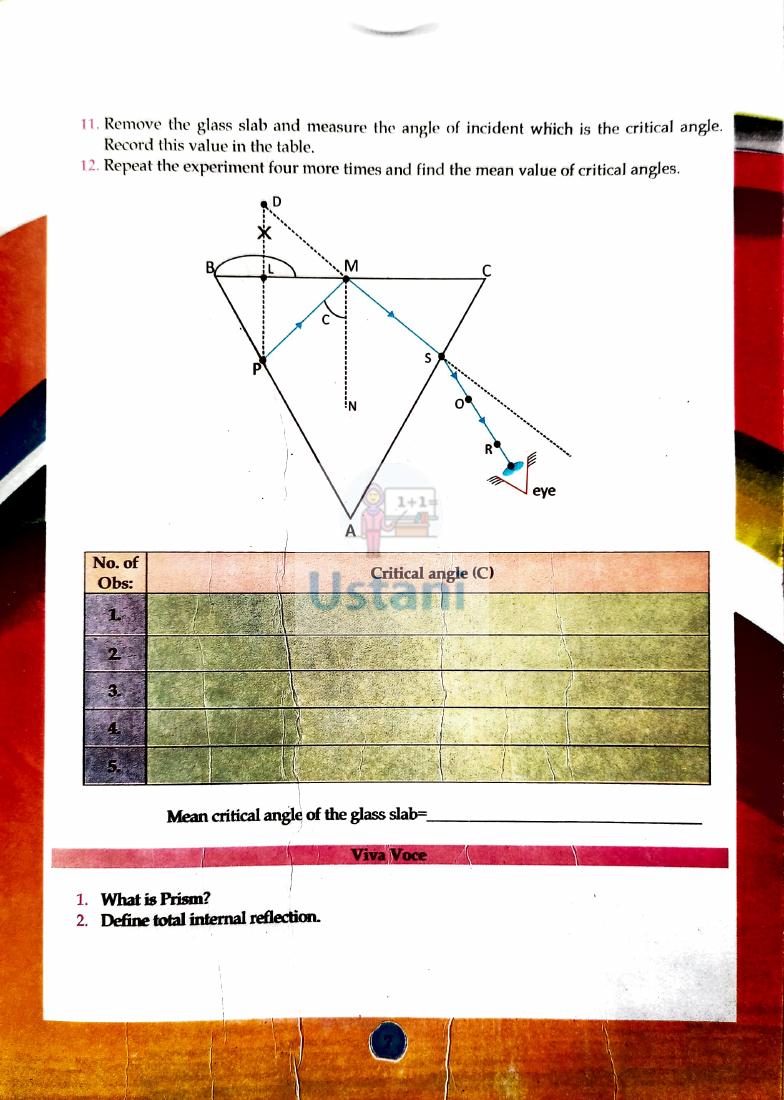 11. Remove the glass slab and measure the angle of incident which is the critical angle.
Record this value in the table.
12. Repeat the experiment four more times and find the mean value of critical angles.
D
B
L
M
C
C
P
S
N
O
R
eye
A
1+1=
No. of
Obs:
Critical angle (C)
Ustani
1.
2.
3.
4.
5.
Mean critical angle of the glass slab=
Viva Voce
1. What is Prism?
2. Define total internal reflection.
7